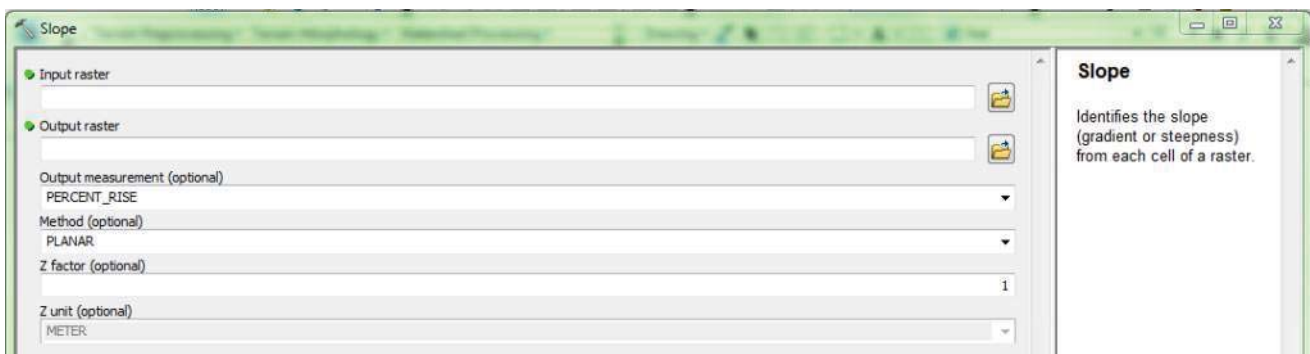 Slope
Input raster
Output raster
Output measurement (optional)
PERCENT_RISE
Method (optional)
PLANAR
Z factor (optional)
1
Z unit (optional)
METER
Slope
Identifies the slope
(gradient or steepness)
from each cell of a raster.